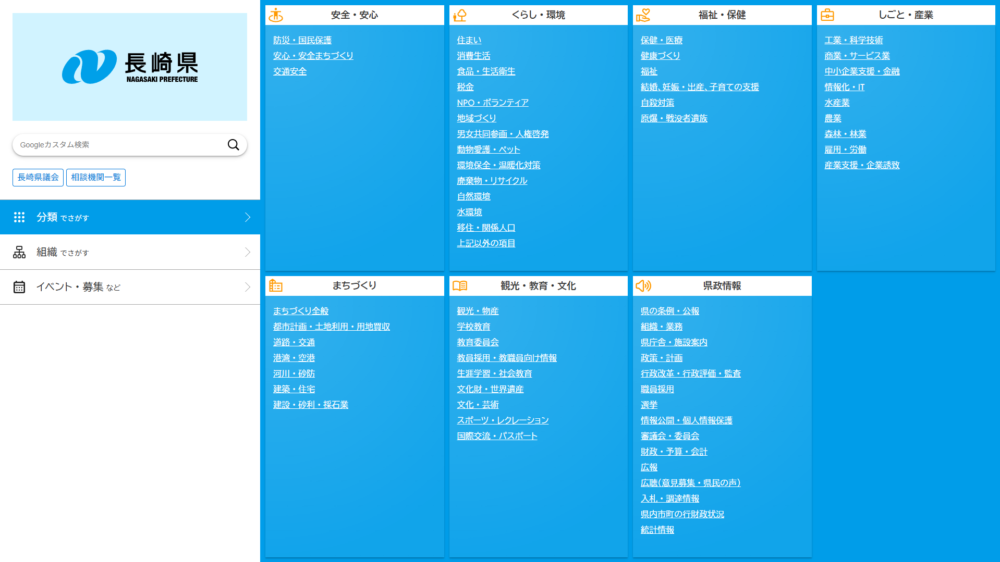 長崎県
NAGASAKI PREFECTURE
Googleカスタム検索
長崎県議会
相談機関一覧
分類 でさがす
組織 でさがす
イベント・募集 など
安全・安心
防災・国民保護
安心・安全まちづくり
交通安全
くらし・環境
住まい
消費生活
食品・生活衛生
税金
NPO・ボランティア
地域づくり
男女共同参画・人権啓発
動物愛護・ペット
環境保全・温暖化対策
廃棄物・リサイクル
自然環境
水環境
移住・関係人口
上記以外の項目
福祉・保健
保健・医療
健康づくり
福祉
結婚、妊娠・出産、子育ての支援
自殺対策
原爆・戦没者遺族
しごと・産業
工業・科学技術
商業・サービス業
中小企業支援・金融
情報化・IT
水産業
農業
森林・林業
雇用・労働
産業支援・企業誘致
まちづくり
まちづくり全般
都市計画・土地利用・用地買収
道路・交通
港湾・空港
河川・砂防
建築・住宅
建設・砂利・採石業
観光・教育・文化
観光・物産
学校教育
教育委員会
教員採用・教職員向け情報
生涯学習・社会教育
文化財・世界遺産
文化・芸術
スポーツ・レクレーション
国際交流・パスポート
県政情報
県の条例・公報
組織・業務
県庁舎・施設案内
政策・計画
行政改革・行政評価・監査
職員採用
選挙
情報公開・個人情報保護
審議会・委員会
財政・予算・会計
広報
広聴(意見募集・県民の声)
入札・調達情報
県内市町の行財政状況
統計情報